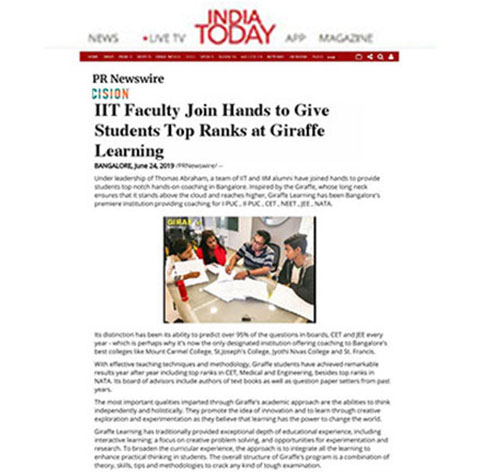 INDIA
TODAY
NEWS LIVE TV APP MAGAZINE
HOME
PR Newswire
CISION
IIT Faculty Join Hands to Give
Students Top Ranks at Giraffe
Learning
BANGALORE, June 24, 2019 /PRNewswire/ --
Under leadership of Thomas Abraham, a team of IIT and IIM alumni have joined hands to provide
students top notch hands-on coaching in Bangalore. Inspired by the Giraffe, whose long neck
ensures that it stands above the cloud and reaches higher, Giraffe Learning has been Bangalore's
premiere institution providing coaching for I PUC , II PUC , CET , NEET , JEE , NATA.
GIRAF
Its distinction has been its ability to predict over 95% of the questions in boards, CET and JEE every
year - which is perhaps why it's now the only designated institution offering coaching to Bangalore's
best colleges like Mount Carmel College, St.Joseph's College, Jyothi Nivas College and St. Francis.
With effective teaching techniques and methodology, Giraffe students have achieved remarkable
results year after year including top ranks in CET, Medical and Engineering, besides top ranks in
NATA. Its board of advisors include authors of text books as well as question paper setters from past
years.
The most important qualities imparted through Giraffe's academic approach are the abilities to think
independently and holistically. They promote the idea of innovation and to learn through creative
exploration and experimentation as they believe that learning has the power to change the world.
Giraffe Learning has traditionally provided exceptional depth of educational experience, including
interactive learning; a focus on creative problem solving, and opportunities for experimentation and
research. To broaden the curricular experience, the approach is to integrate all the learning to
enhance practical thinking in students. The overall structure of Giraffe's program is a combination of
theory, skills, tips and methodologies to crack any kind of tough examination.